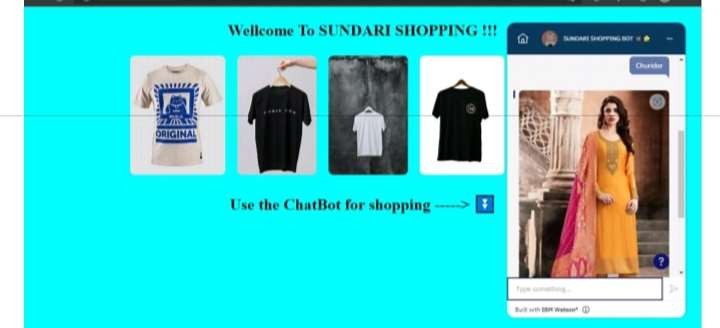 Wellcome To SUNDARI SHOPPING !!!
SUNDARI SHOPPING BOT
Churidar
ORIGINAL
Use the ChatBot for shopping ----->
?
Type something...
Built with IBM Watson®